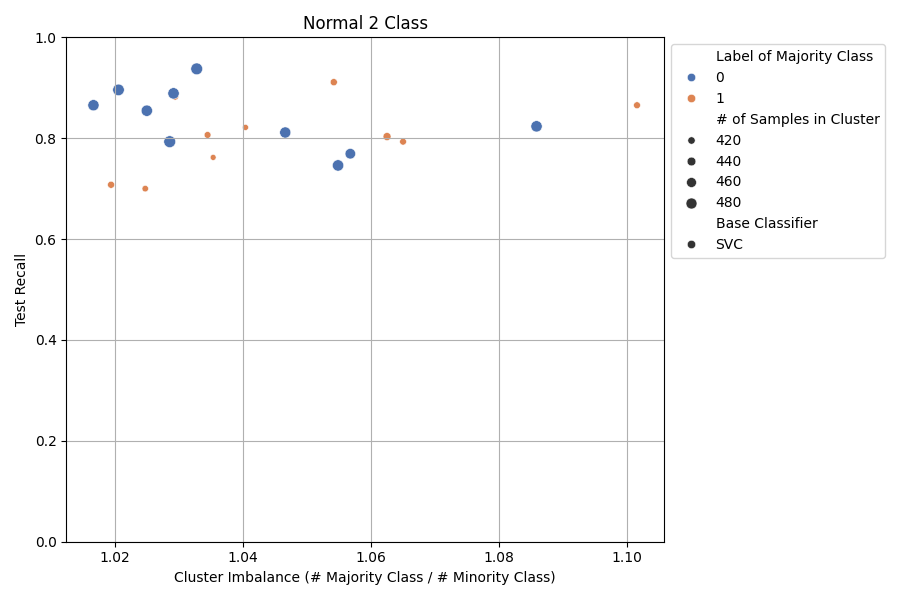 Normal 2 Class
1.0
0.8
0.6
0.4
0.2
0.0
Test Recall
1.02
1.04
1.06
1.08
1.10
Cluster Imbalance (# Majority Class / # Minority Class)
Label of Majority Class
0
1
# of Samples in Cluster
420
440
460
480
Base Classifier
SVC